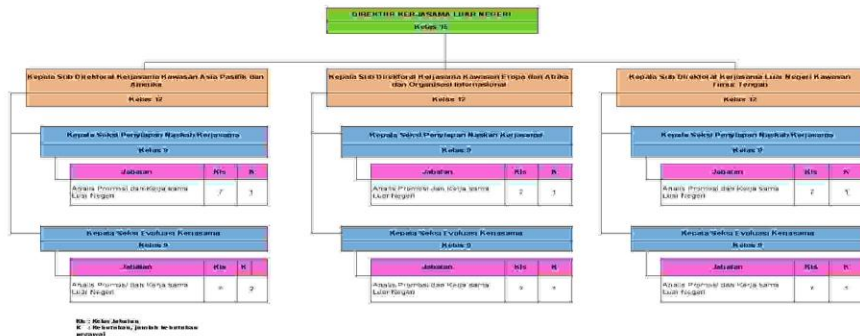 DIREKTUR KERJASAMA LUAR NEGERI
Kelas 15
Kepala Sub Direktorat Kerjasama Kawasan Asia Pasifik dan
Amerika
Kelas 12
Kepala Sub Direktorat Kerjasama Kawasan Eropa dan Afrika
dan Organisasi Internasional
Kelas 12
Kepala Sub Direktorat Kerjasama Luar Negeri Kawasan
Timur Tengah
Kelas 12
Kepala Seksi Penyiapan Naskah Kerjasama
Kelas 9
Jabatan Kls K
Analis Promosi dan Kerja sama
Luar Negeri
Kepala Seksi Penyiapan Naskah Kerjasama
Kelas 9
Jabatan Kls K
Analis Promosi dan Kerja sama
Luar Negeri
Kepala Seksi Penyiapan Naskah Kerjasama
Kelas 9
Jabatan Kls K
Analis Promosi dan Kerja sama
Luar Negeri
Kepala Seksi Evaluasi Kerjasama
Kelas 9
Jabatan Kls K
Analis Promosi dan Kerja sama
Luar Negeri
Kepala Seksi Evaluasi Kerjasama
Kelas 9
Jabatan Kls K
Analis Promosi dan Kerja sama
Luar Negeri
Kepala Seksi Evaluasi Kerjasama
Kelas 9
Jabatan Kls K
Analis Promosi dan Kerja sama
Luar Negeri
Kls : Kelas Jabatan
K : Kebutuhan, jumlah kebutuhan
pegawai